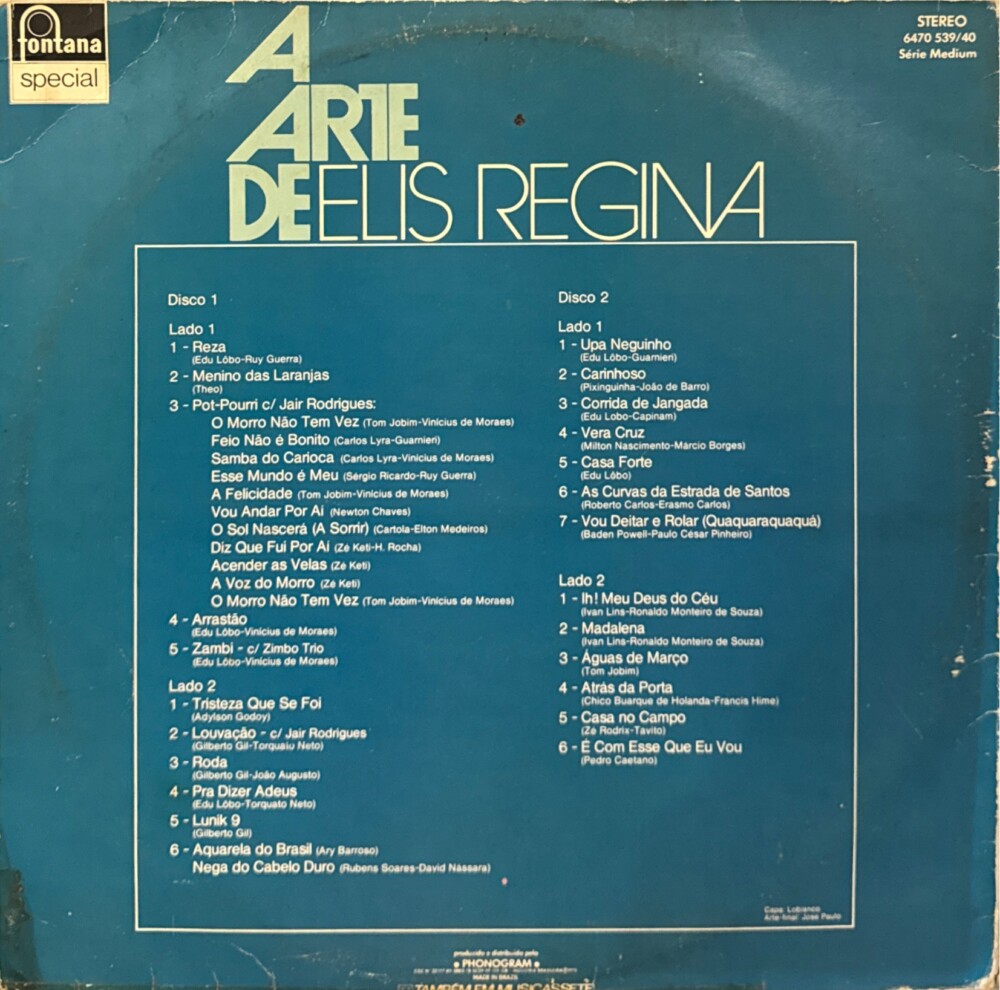 fontana
special
STEREO
6470 539/40
Série Medium
A
ARTE
DE ELIS REGINA
Disco 1
Lado 1
1 - Reza
(Edu Lôbo-Ruy Guerra)
2 - Menino das Laranjas
(Theo)
3 - Pot-Pourri c/ Jair Rodrigues:
O Morro Não Tem Vez (Tom Jobim-Vinicius de Moraes)
Feio Não é Bonito (Carlos Lyra-Guarnieri)
Samba do Carioca (Carlos Lyra-Vinicius de Moraes)
Esse Mundo é Meu (Sérgio Ricardo-Ruy Guerra)
A Felicidade (Tom Jobim-Vinicius de Moraes)
Vou Andar Por Aí (Newton Chaves)
O Sol Nascerá (A Sorrir) (Cartola-Elton Medeiros)
Diz Que Fui Por Aí (Zé Keti-H. Rocha)
Acender as Velas (Zé Keti)
A Voz do Morro (Zé Keti)
O Morro Não Tem Vez (Tom Jobim-Vinicius de Moraes)
4 - Arrastão
(Edu Lôbo-Vinicius de Moraes)
5 - Zambi - c/ Zimbo Trio
(Edu Lôbo-Vinicius de Moraes)
Lado 2
1 - Tristeza Que Se Foi
(Adylson Godoy)
2 - Louvação - c/ Jair Rodrigues
(Gilberto Gil-Torquato Neto)
3 - Roda
(Gilberto Gil-João Augusto)
4 - Pra Dizer Adeus
(Edu Lôbo-Torquato Neto)
5 - Lunik 9
(Gilberto Gil)
6 - Aquarela do Brasil (Ary Barroso)
Nega do Cabelo Duro (Rubens Soares-David Nássara)
Disco 2
Lado 1
1 - Upa Neguinho
(Edu Lôbo-Guarnieri)
2 - Carinhoso
(Pixinguinha-João de Barro)
3 - Corrida de Jangada
(Edu Lobo-Capinam)
4 - Vera Cruz
(Milton Nascimento-Márcio Borges)
5 - Casa Forte
(Edu Lôbo)
6 - As Curvas da Estrada de Santos
(Roberto Carlos-Erasmo Carlos)
7 - Vou Deitar e Rolar (Quaquaraquaquá)
(Baden Powell-Paulo César Pinheiro)
Lado 2
1 - Ih! Meu Deus do Céu
(Ivan Lins-Ronaldo Monteiro de Souza)
2 - Madalena
(Ivan Lins-Ronaldo Monteiro de Souza)
3 - Águas de Março
(Tom Jobim)
4 - Atrás da Porta
(Chico Buarque de Holanda-Francis Hime)
5 - Casa no Campo
(Zé Rodrix-Tavito)
6 - É Com Esse Que Eu Vou
(Pedro Caetano)
Capa: Lobianco
Arte-final: José Paulo
produzido e distribuído pela
• PHONOGRAM •
MADE IN BRAZIL
TAMBÉM EM MUSICASSETE